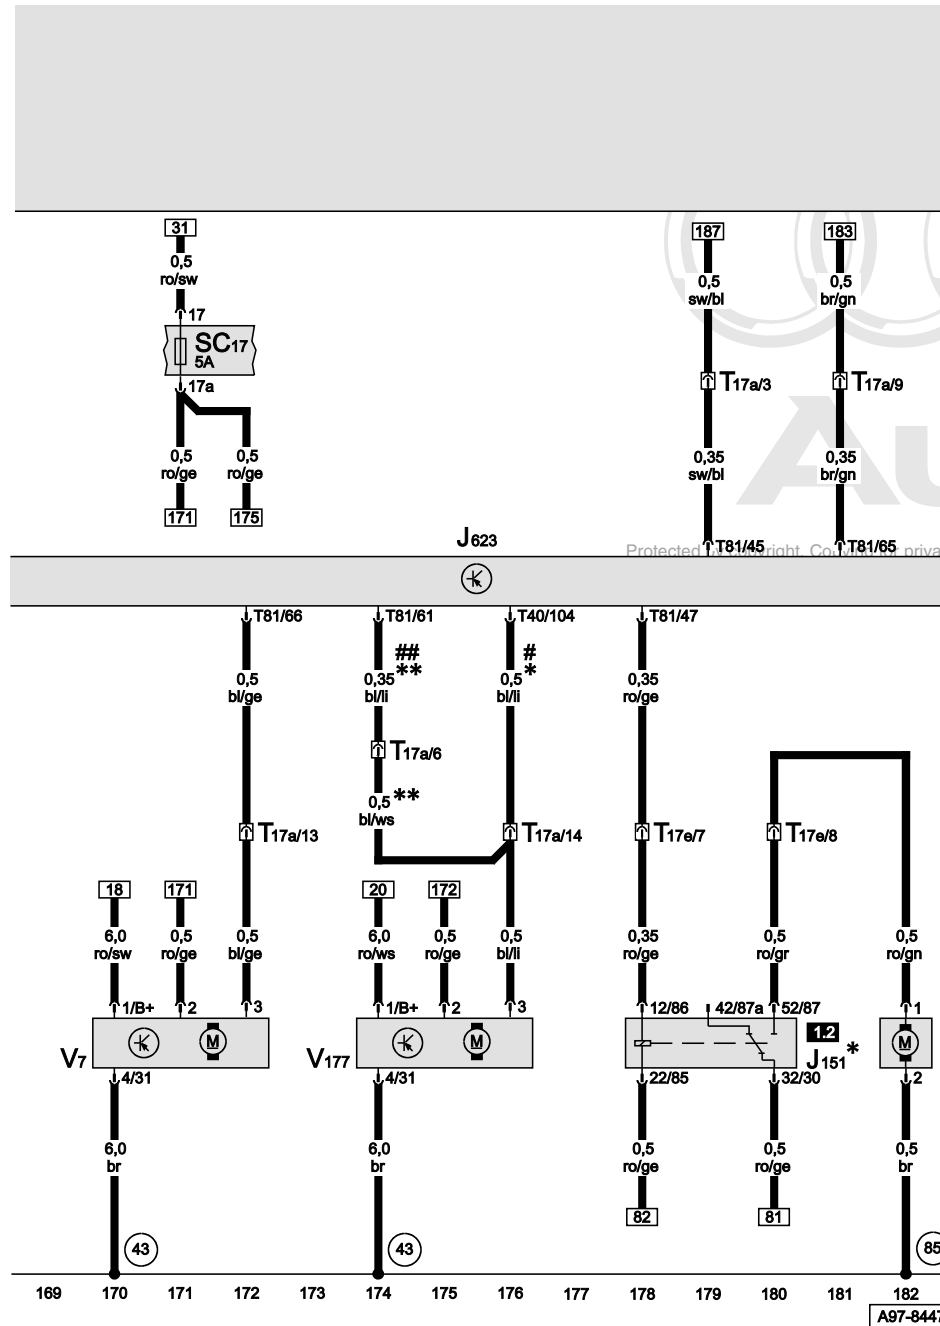 31
187
183
0,5
ro/sw
0,5
sw/bl
0,5
br/gn
17
SC17
5A
17a
T17a/3
T17a/9
0,5
ro/ge
0,5
ro/ge
0,35
sw/bl
0,35
br/gn
171
175
J623
T81/45
T81/65
T81/66
T81/61
T40/104
T81/47
##
**
#
*
0,5
bl/ge
0,35
bl/li
0,5
bl/li
0,35
ro/ge
T17a/6
0,5 **
bl/ws
T17a/13
T17a/14
T17e/7
T17e/8
18
171
20
172
6,0
ro/sw
0,5
ro/ge
0,5
bl/ge
6,0
ro/ws
0,5
ro/ge
0,5
bl/li
0,35
ro/ge
0,5
ro/gr
0,5
ro/gn
1/B+
2
3
1/B+
2
3
12/86
42/87a
52/87
1
M
M
M
1.2
V7
V177
J151 *
4/31
4/31
22/85
32/30
2
6,0
br
6,0
br
0,5
ro/ge
0,5
ro/ge
0,5
br
82
81
43
43
85
169 170 171 172 173 174 175 176 177 178 179 180 181 182
A97-8447
Au
Protected by copyright. Copying for priva